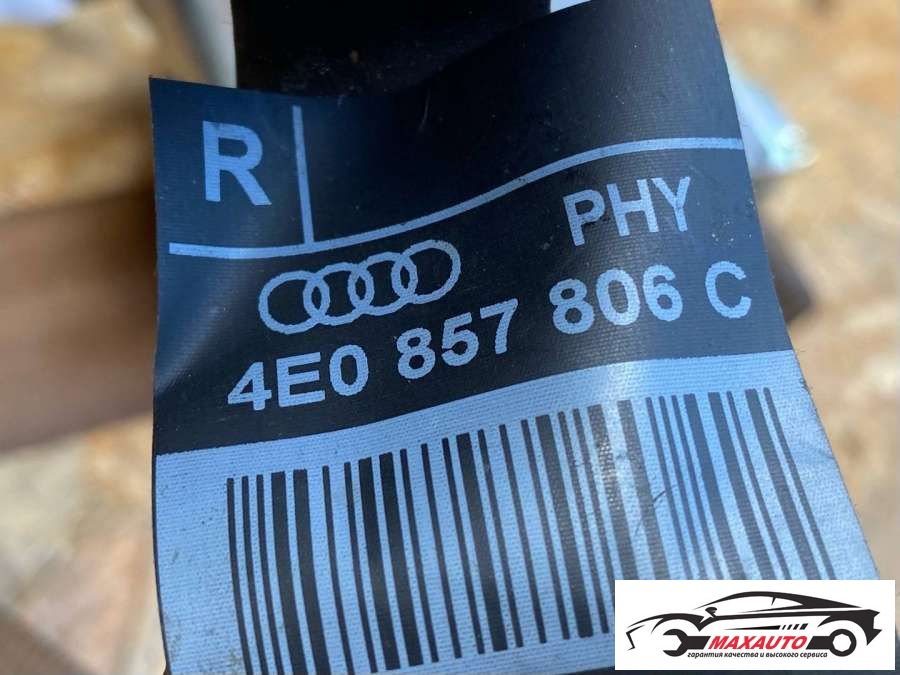 R
PHY
4E0 857 806 C
MAXAUTO
гарантия качества и высокого сервиса